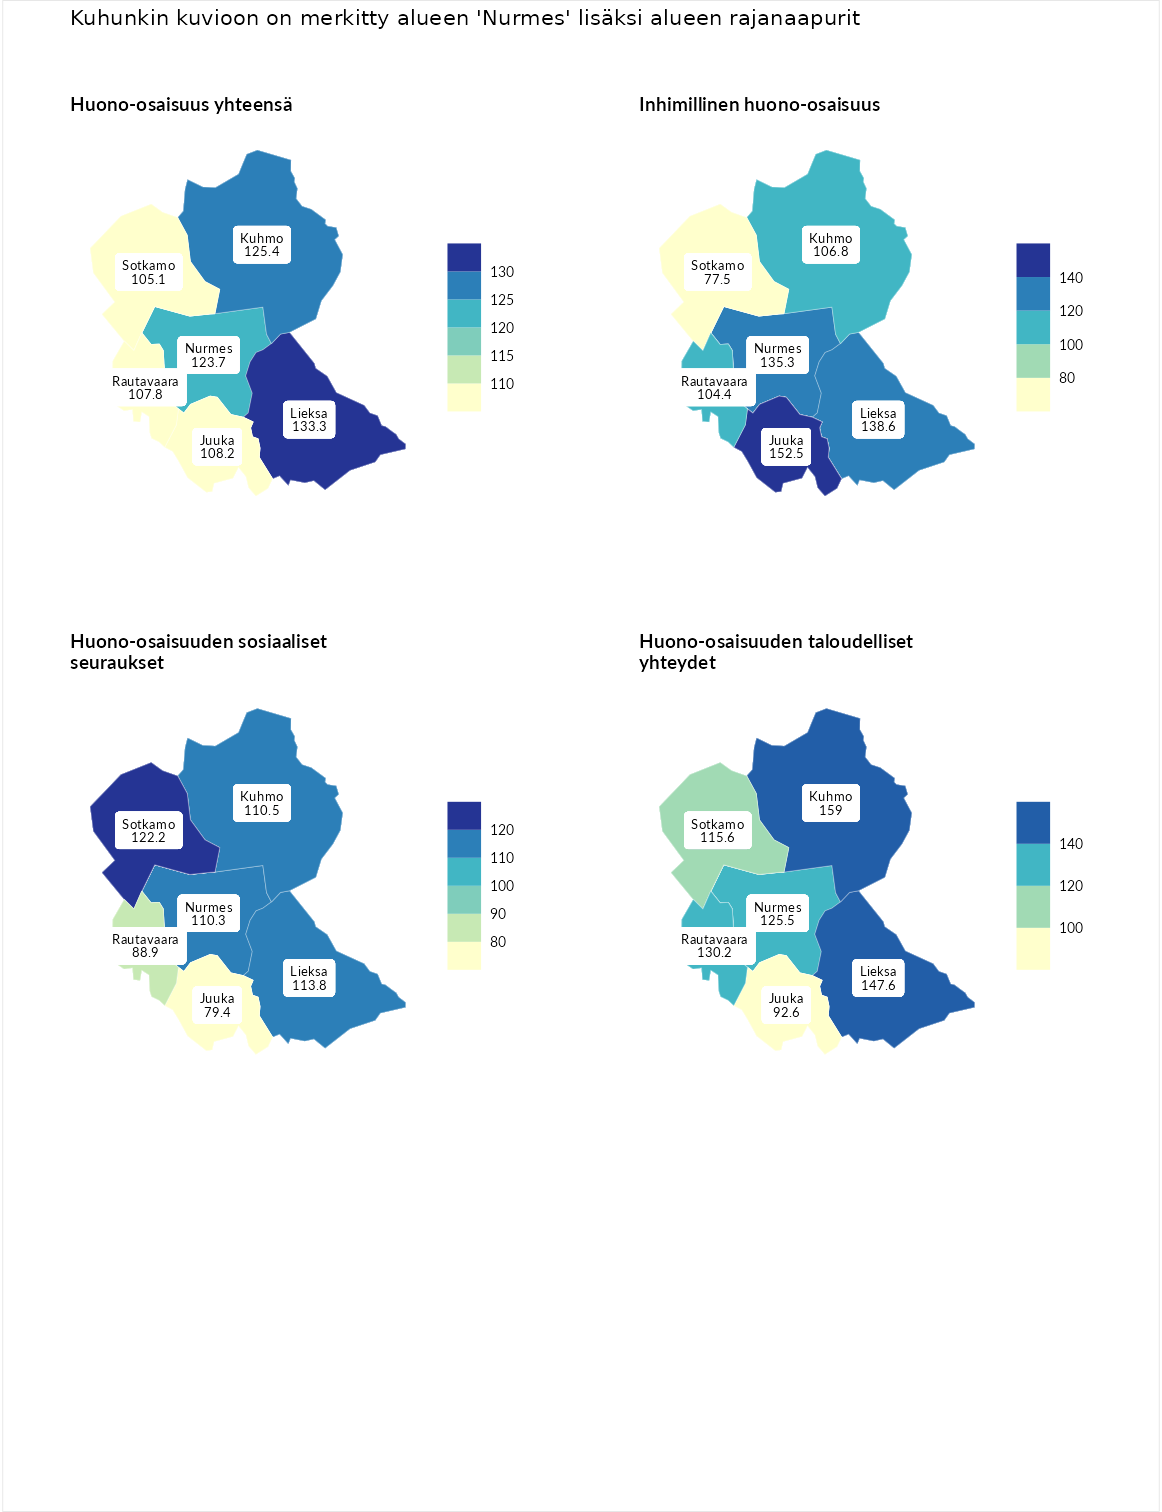 Kuhunkin kuvioon on merkitty alueen 'Nurmes' lisäksi alueen rajanaapurit
Huono-osaisuus yhteensä
Kuhmo
125.4
Sotkamo
105.1
Nurmes
123.7
Rautavaara
107.8
Lieksa
133.3
Juuka
108.2
130
125
120
115
110
Inhimillinen huono-osaisuus
Kuhmo
106.8
Sotkamo
77.5
Nurmes
135.3
Rautavaara
104.4
Lieksa
138.6
Juuka
152.5
140
120
100
80
Huono-osaisuuden sosiaaliset
seuraukset
Kuhmo
110.5
Sotkamo
122.2
Nurmes
110.3
Rautavaara
88.9
Lieksa
113.8
Juuka
79.4
120
110
100
90
80
Huono-osaisuuden taloudelliset
yhteydet
Kuhmo
159
Sotkamo
115.6
Nurmes
125.5
Rautavaara
130.2
Lieksa
147.6
Juuka
92.6
140
120
100